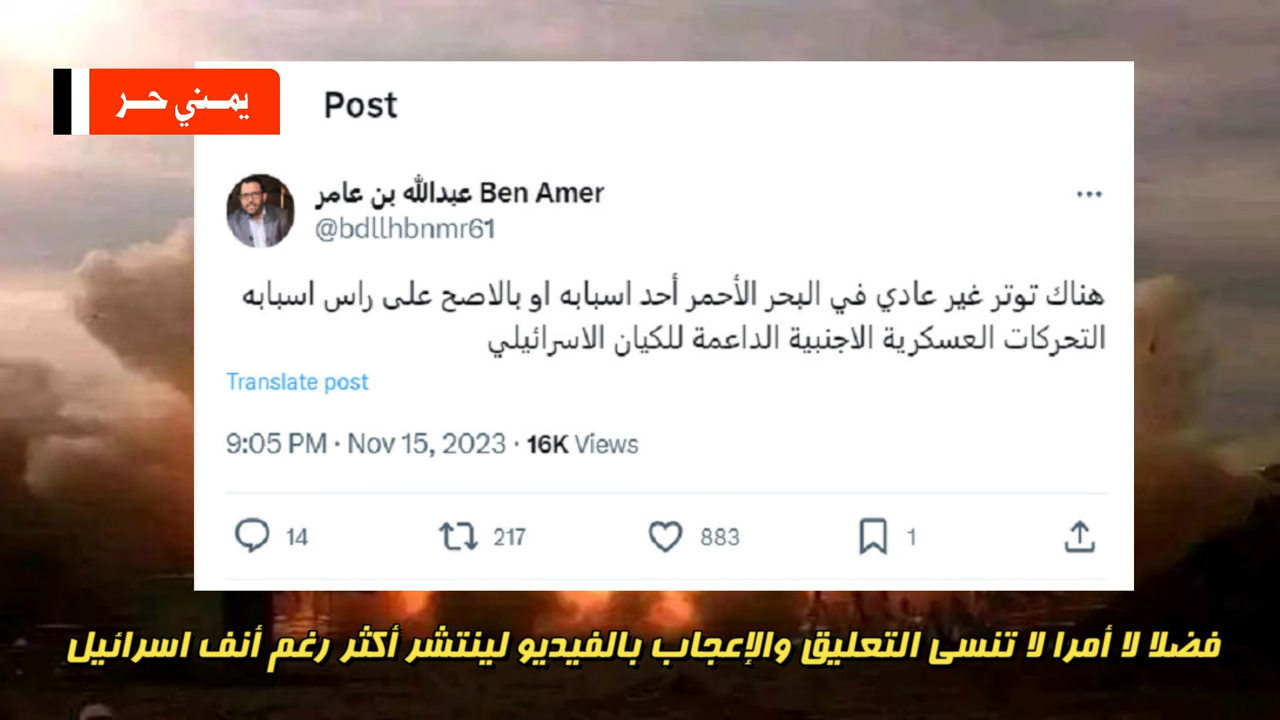 يمني حر
Post
عبدالله بن عامر Ben Amer
@bdllhbnmr61
هناك توتر غير عادي في البحر الأحمر أحد اسبابه او بالاصح على راس اسبابه
التحركات العسكرية الاجنبية الداعمة للكيان الاسرائيلي
Translate post
9:05 PM · Nov 15, 2023 · 16K Views
14 217 883 1
فضلا لا أمرا لا تنسى التعليق والإعجاب بالفيديو لينتشر أكثر رغم أنف اسرائيل